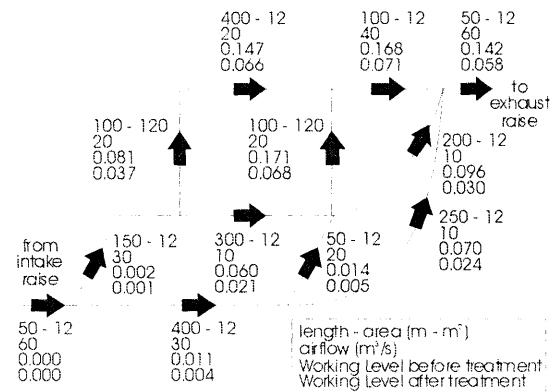 400 - 12
20
0.147
0.066
100 - 12
40
0.168
0.071
50 - 12
60
0.142
0.058
to
exhaust
raise
100 - 120
20
0.081
0.037
100 - 120
20
0.171
0.068
200 - 12
10
0.096
0.030
250 - 12
10
0.070
0.024
from
intake
raise
150 - 12
30
0.002
0.001
300 - 12
10
0.060
0.021
50 - 12
20
0.014
0.005
50 - 12
60
0.000
0.000
400 - 12
30
0.011
0.004
length - area (m - m²)
airflow (m³/s)
Working Level before treatment
Working Level after treatment